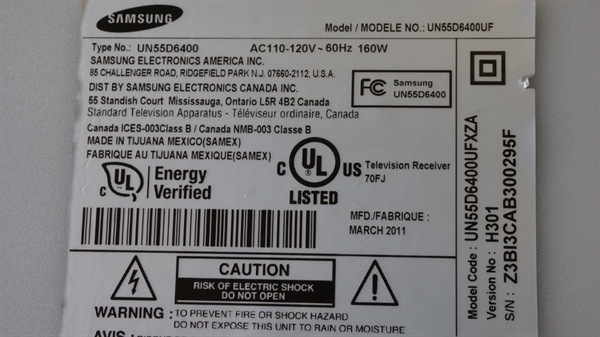 SAMSUNG
Model / MODELE NO.: UN55D6400UF
Type No.: UN55D6400 AC110-120V~60Hz 160W
SAMSUNG ELECTRONICS AMERICA INC.
85 CHALLENGER ROAD, RIDGEFIELD PARK N.J. 07660-2112, U.S.A.
DIST BY SAMSUNG ELECTRONICS CANADA INC.
55 Standish Court Mississauga, Ontario L5R 4B2 Canada
Standard Television Apparatus - Téléviseur ordinaire, Canada
FC Samsung
UN55D6400
Canada ICES-003Class B / Canada NMB-003 Classe B
MADE IN TIJUANA MEXICO(SAMEX)
FABRIQUE AU TIJUANA MEXIQUE(SAMEX)
C UL Energy
Verified
C UL US
LISTED
Television Receiver
70FJ
MFD./FABRIQUE :
MARCH 2011
CAUTION
RISK OF ELECTRIC SHOCK
DO NOT OPEN
WARNING : TO PREVENT FIRE OR SHOCK HAZARD
DO NOT EXPOSE THIS UNIT TO RAIN OR MOISTURE
AVIS :
Model Code : UN55D6400UFXZA
Version No : H301
S/N : Z3BI3CAB300295F